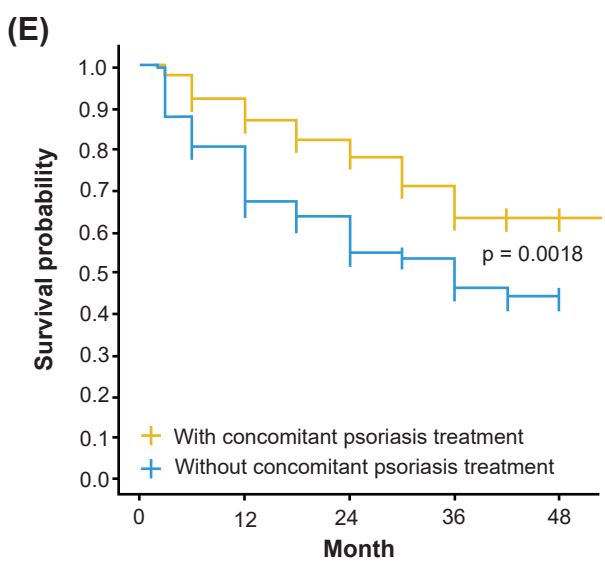 (E)
Survival probability
1.0
0.9
0.8
0.7
0.6
0.5
0.4
0.3
0.2
0.1
0.0
p = 0.0018
With concomitant psoriasis treatment
Without concomitant psoriasis treatment
0 12 24 36 48
Month